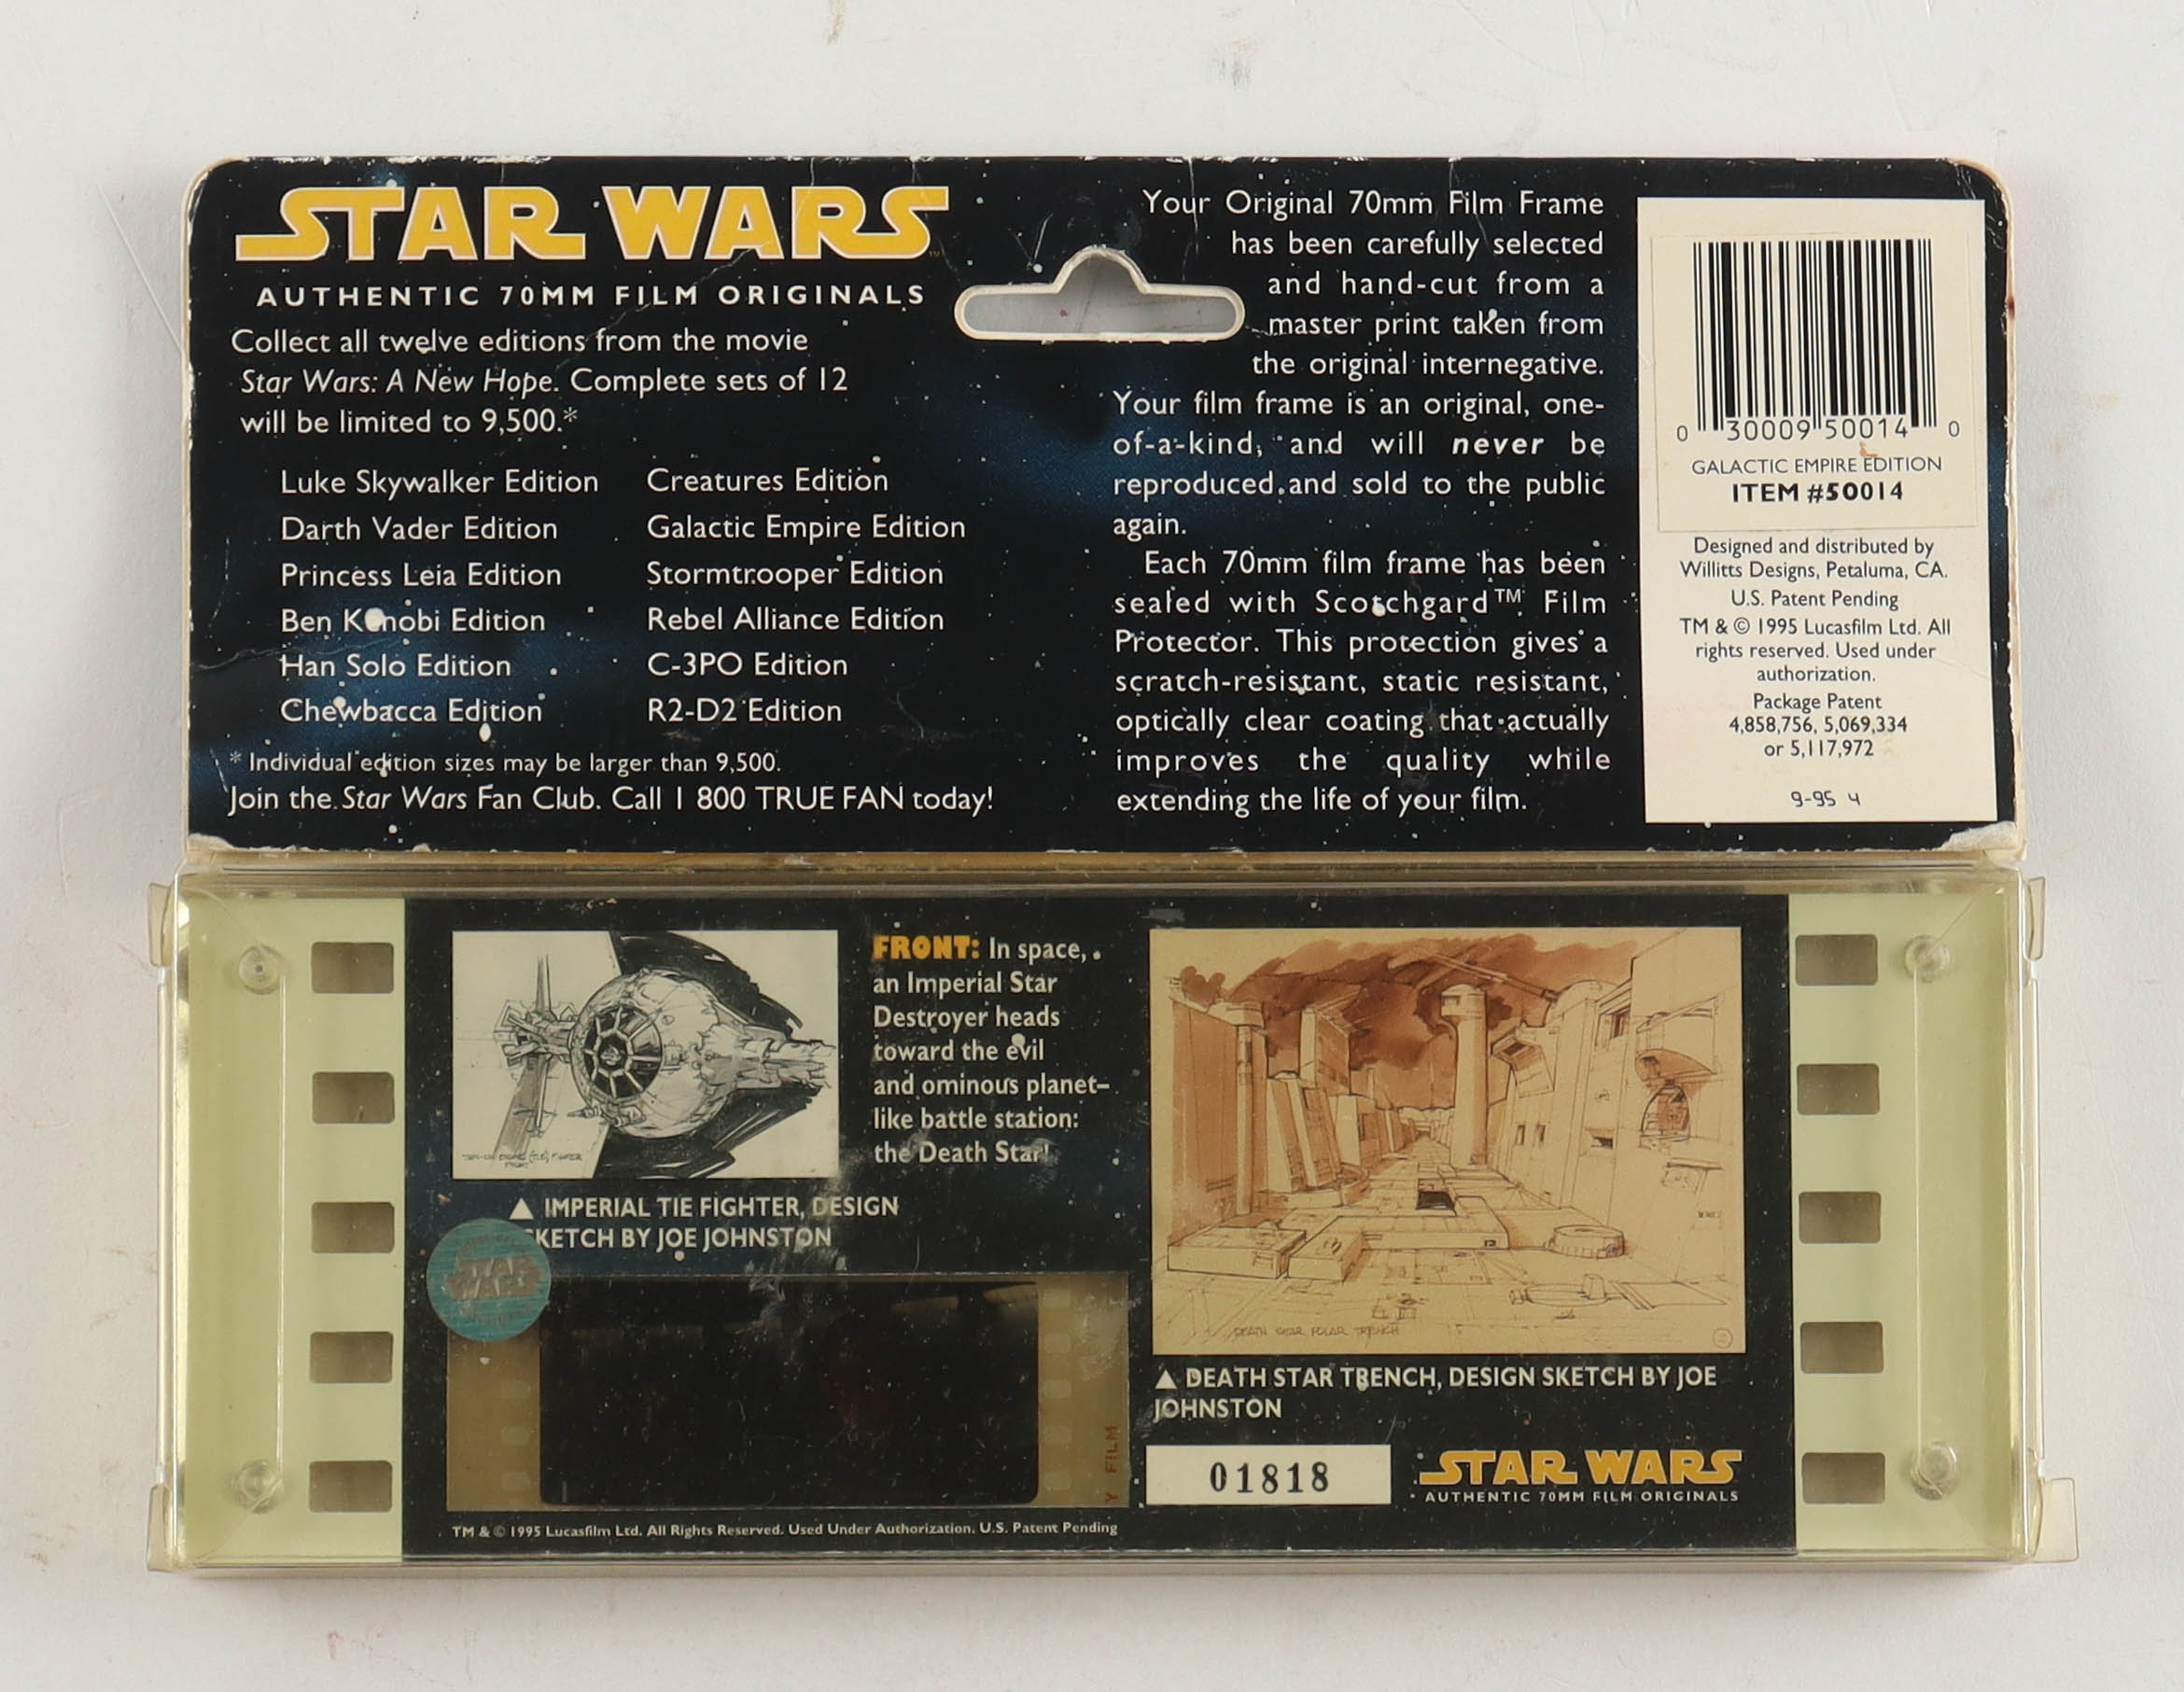 STAR WARS
AUTHENTIC 70MM FILM ORIGINALS
Collect all twelve editions from the movie
Star Wars: A New Hope. Complete sets of 12
will be limited to 9,500.*
Luke Skywalker Edition
Darth Vader Edition
Princess Leia Edition
Ben Kenobi Edition
Han Solo Edition
Chewbacca Edition
Creatures Edition
Galactic Empire Edition
Stormtrooper Edition
Rebel Alliance Edition
C-3PO Edition
R2-D2 Edition
* Individual edition sizes may be larger than 9,500.
Join the Star Wars Fan Club. Call 1 800 TRUE FAN today!
Your Original 70mm Film Frame
has been carefully selected
and hand-cut from a
master print taken from
the original internegative.
Your film frame is an original, one-
of-a-kind, and will never be
reproduced and sold to the public
again.
Each 70mm film frame has been
sealed with Scotchgard™ Film
Protector. This protection gives a
scratch-resistant, static resistant,
optically clear coating that actually
improves the quality while
extending the life of your film.
0 30009 50014 0
GALACTIC EMPIRE EDITION
ITEM #50014
Designed and distributed by
Willitts Designs, Petaluma, CA.
U.S. Patent Pending
TM & © 1995 Lucasfilm Ltd. All
rights reserved. Used under
authorization.
Package Patent
4,858,756, 5,069,334
or 5,117,972
9-95 4
FRONT: In space,
an Imperial Star
Destroyer heads
toward the evil
and ominous planet-
like battle station:
the Death Star!
▲ IMPERIAL TIE FIGHTER, DESIGN
SKETCH BY JOE JOHNSTON
STAR
WARS
Y FILM
TM & © 1995 Lucasfilm Ltd. All Rights Reserved. Used Under Authorization. U.S. Patent Pending
DEATH STAR POLAR TRENCH
▲ DEATH STAR TRENCH, DESIGN SKETCH BY JOE
JOHNSTON
01818
STAR WARS
AUTHENTIC 70MM FILM ORIGINALS